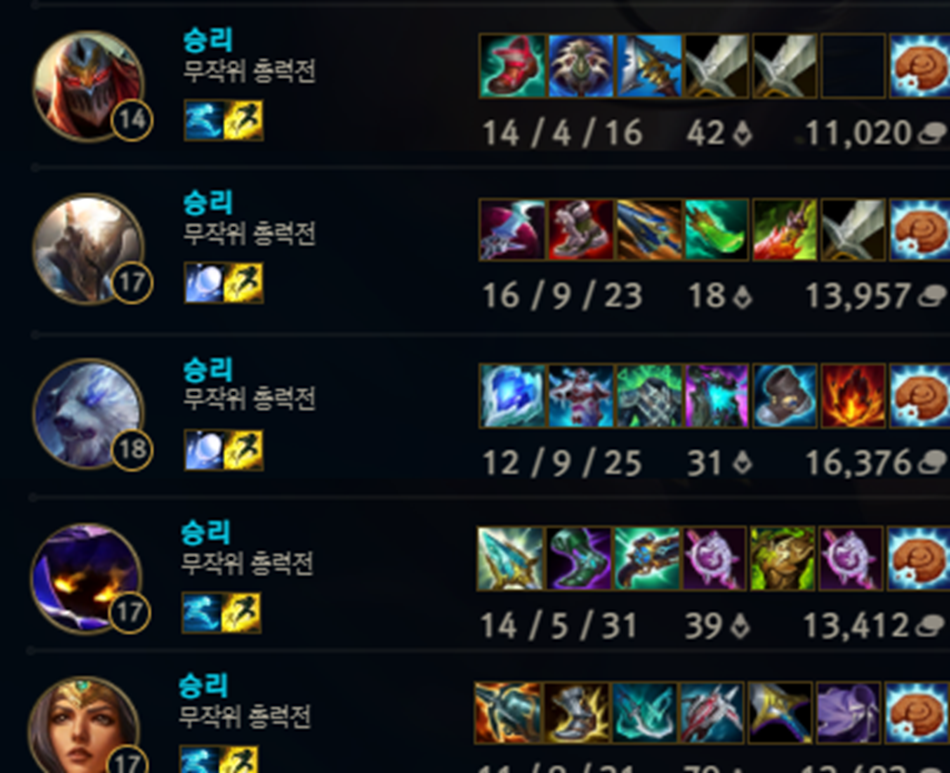 승리
무작위 총력전
14
14 / 4 / 16 42 11,020
승리
무작위 총력전
17
16 / 9 / 23 18 13,957
승리
무작위 총력전
18
12 / 9 / 25 31 16,376
승리
무작위 총력전
17
14 / 5 / 31 39 13,412
승리
무작위 총력전
17